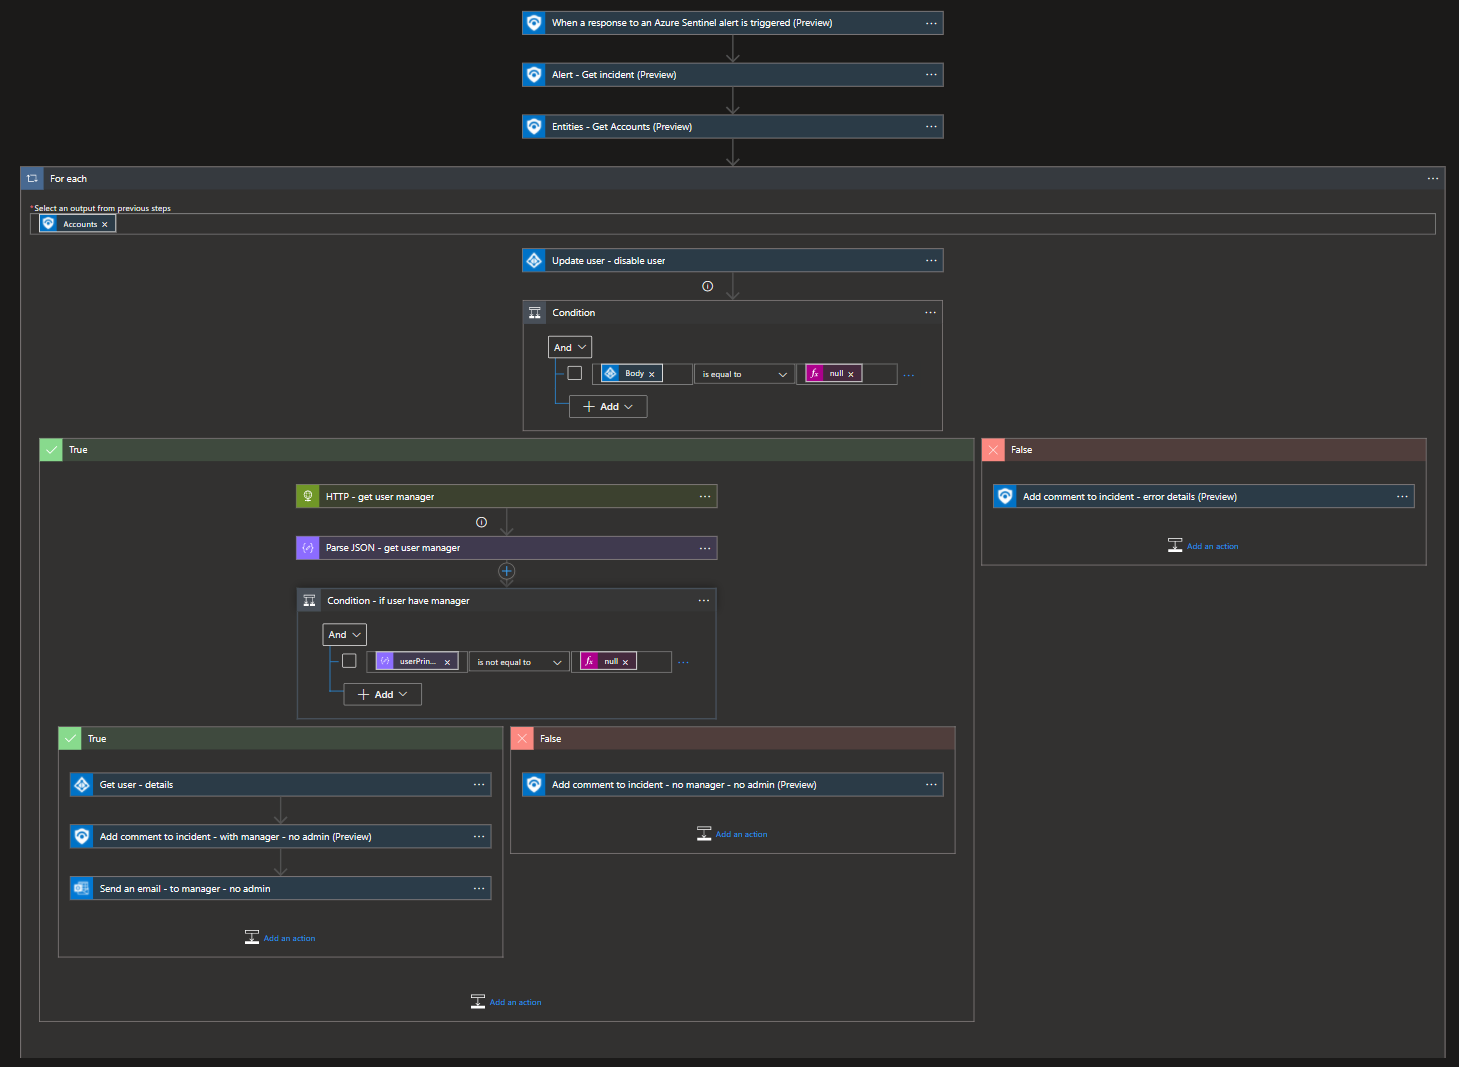 When a response to an Azure Sentinel alert is triggered (Preview)
Alert - Get incident (Preview)
Entities - Get Accounts (Preview)
For each
*Select an output from previous steps
Accounts
Update user - disable user
Condition
And
Body
is equal to
fx null
Add
True
HTTP - get user manager
Parse JSON - get user manager
Condition - if user have manager
And
userPrin...
is not equal to
fx null
Add
True
Get user - details
Add comment to incident - with manager - no admin (Preview)
Send an email - to manager - no admin
Add an action
False
Add comment to incident - no manager - no admin (Preview)
Add an action
Add an action
False
Add comment to incident - error details (Preview)
Add an action